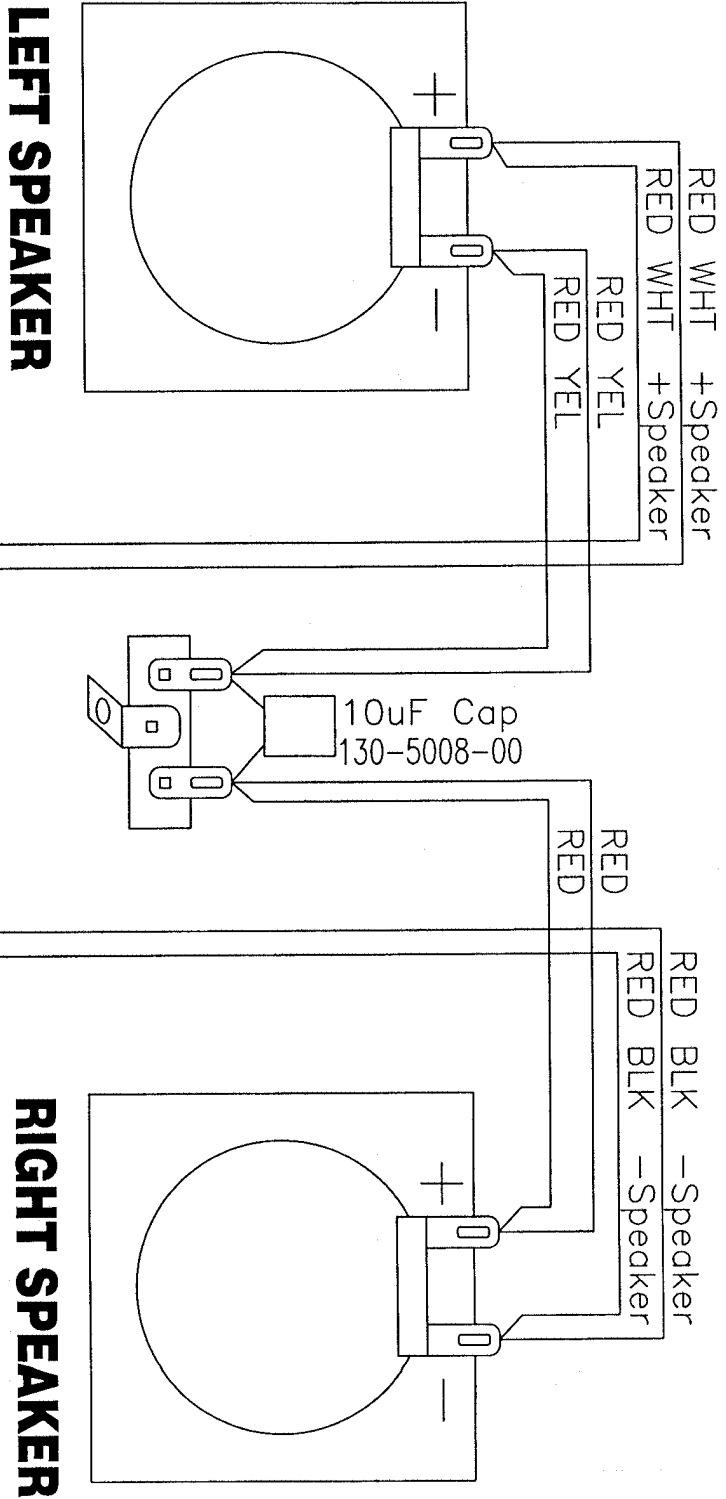 RED WHT +Speaker
RED WHT +Speaker
RED YEL
RED YEL
+
−
LEFT SPEAKER
10uF Cap
130-5008-00
RED
RED
RED BLK −Speaker
RED BLK −Speaker
+
−
RIGHT SPEAKER